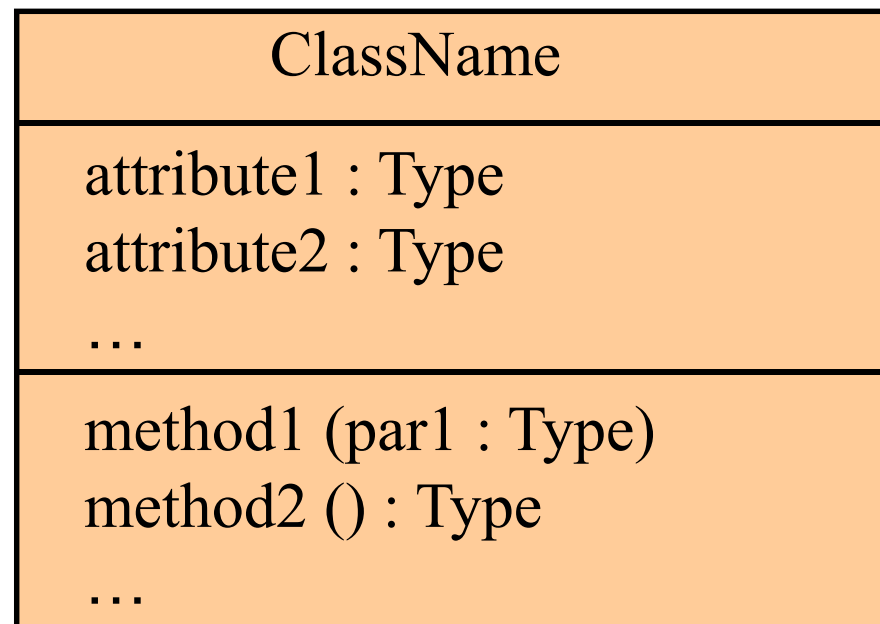 ClassName
attribute1 : Type
attribute2 : Type
…
method1 (par1 : Type)
method2 () : Type
…